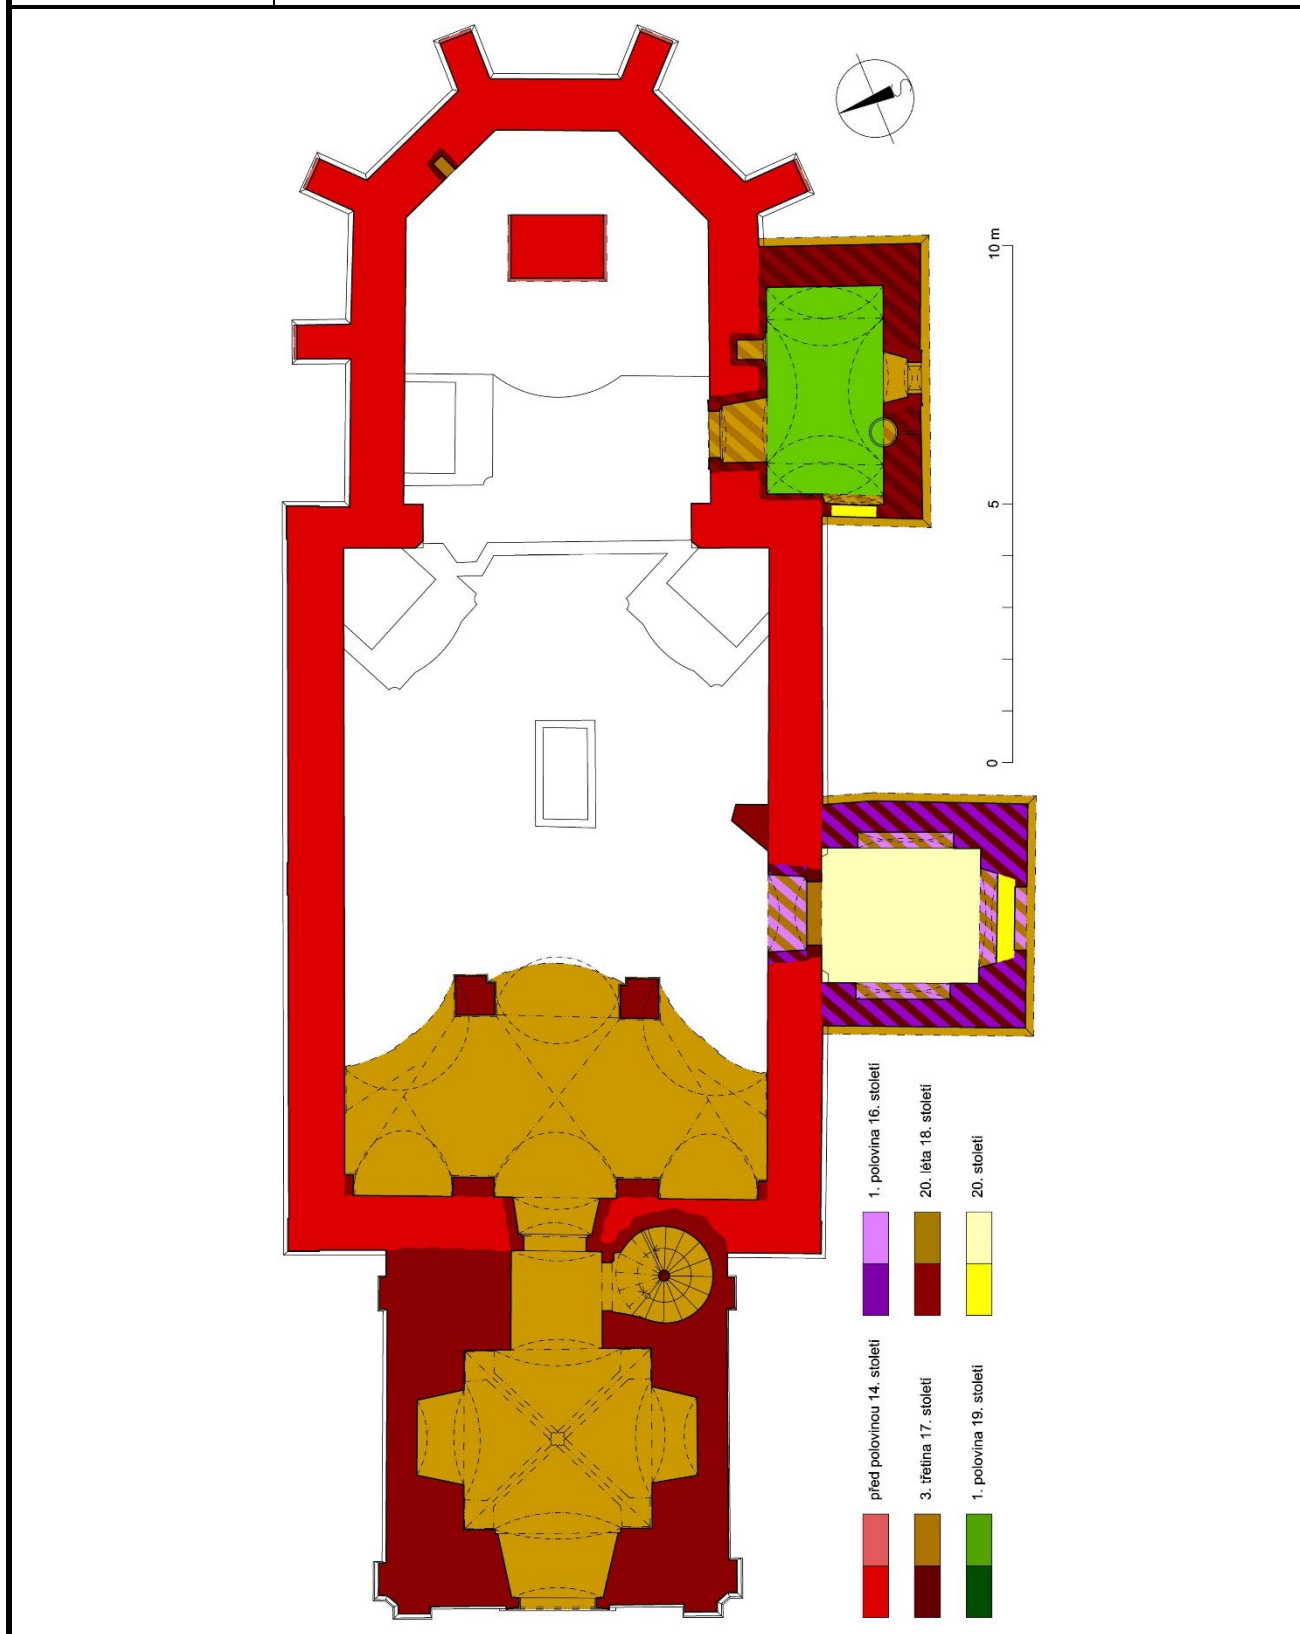 10 m
5
0
před polovinou 14. století
1. polovina 16. století
3. třetina 17. století
20. léta 18. století
1. polovina 19. století
20. století